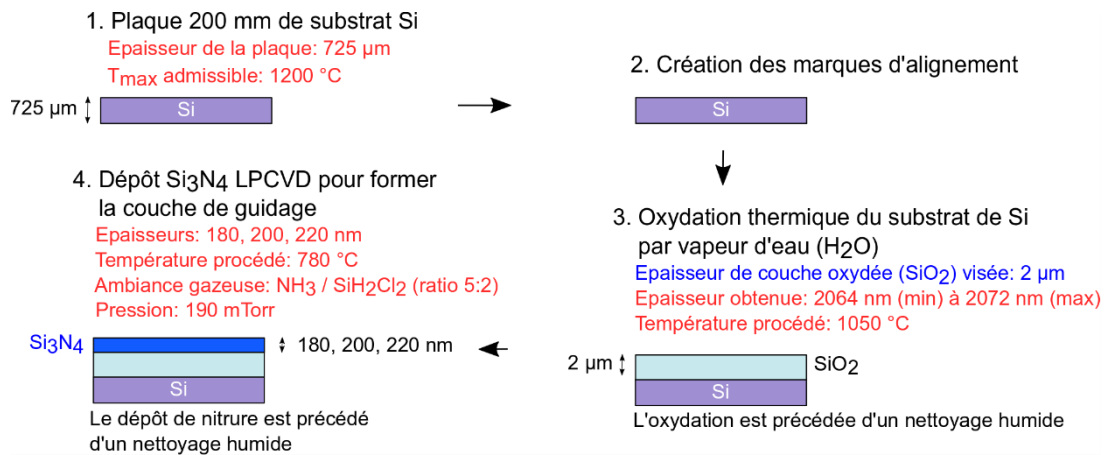 1. Plaque 200 mm de substrat Si
Epaisseur de la plaque: 725 µm
Tmax admissible: 1200 °C
725 µm
Si
2. Création des marques d'alignement
Si
3. Oxydation thermique du substrat de Si
par vapeur d'eau (H2O)
Epaisseur de couche oxydée (SiO2) visée: 2 µm
Epaisseur obtenue: 2064 nm (min) à 2072 nm (max)
Température procédé: 1050 °C
2 µm
SiO2
Si
L'oxydation est précédée d'un nettoyage humide
4. Dépôt Si3N4 LPCVD pour former
la couche de guidage
Epaisseurs: 180, 200, 220 nm
Température procédé: 780 °C
Ambiance gazeuse: NH3 / SiH2Cl2 (ratio 5:2)
Pression: 190 mTorr
Si3N4
180, 200, 220 nm
Si
Le dépôt de nitrure est précédé
d'un nettoyage humide